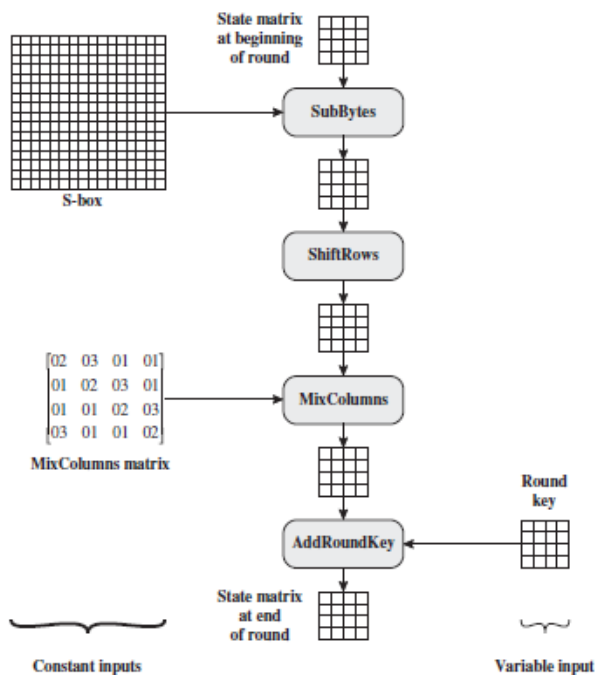 State matrix
at beginning
of round
SubBytes
S-box
ShiftRows
02 03 01 01
01 02 03 01
01 01 02 03
03 01 01 02
MixColumns matrix
MixColumns
Round
key
AddRoundKey
State matrix
at end
of round
Constant inputs
Variable input